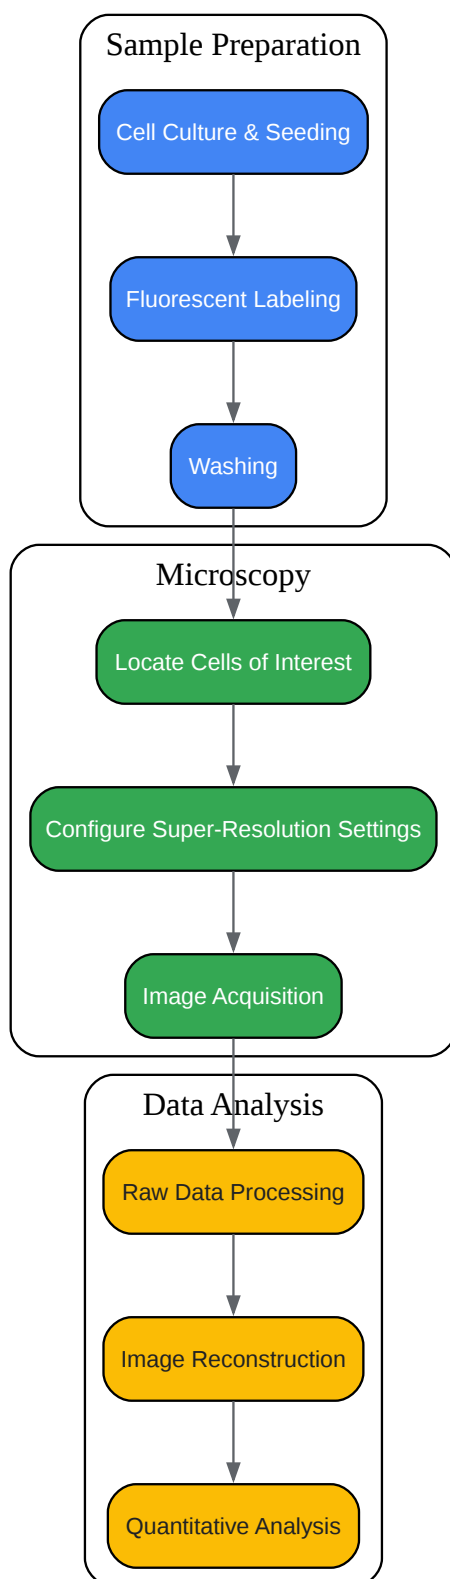 Sample Preparation
Cell Culture & Seeding
Fluorescent Labeling
Washing
Microscopy
Locate Cells of Interest
Configure Super-Resolution Settings
Image Acquisition
Data Analysis
Raw Data Processing
Image Reconstruction
Quantitative Analysis